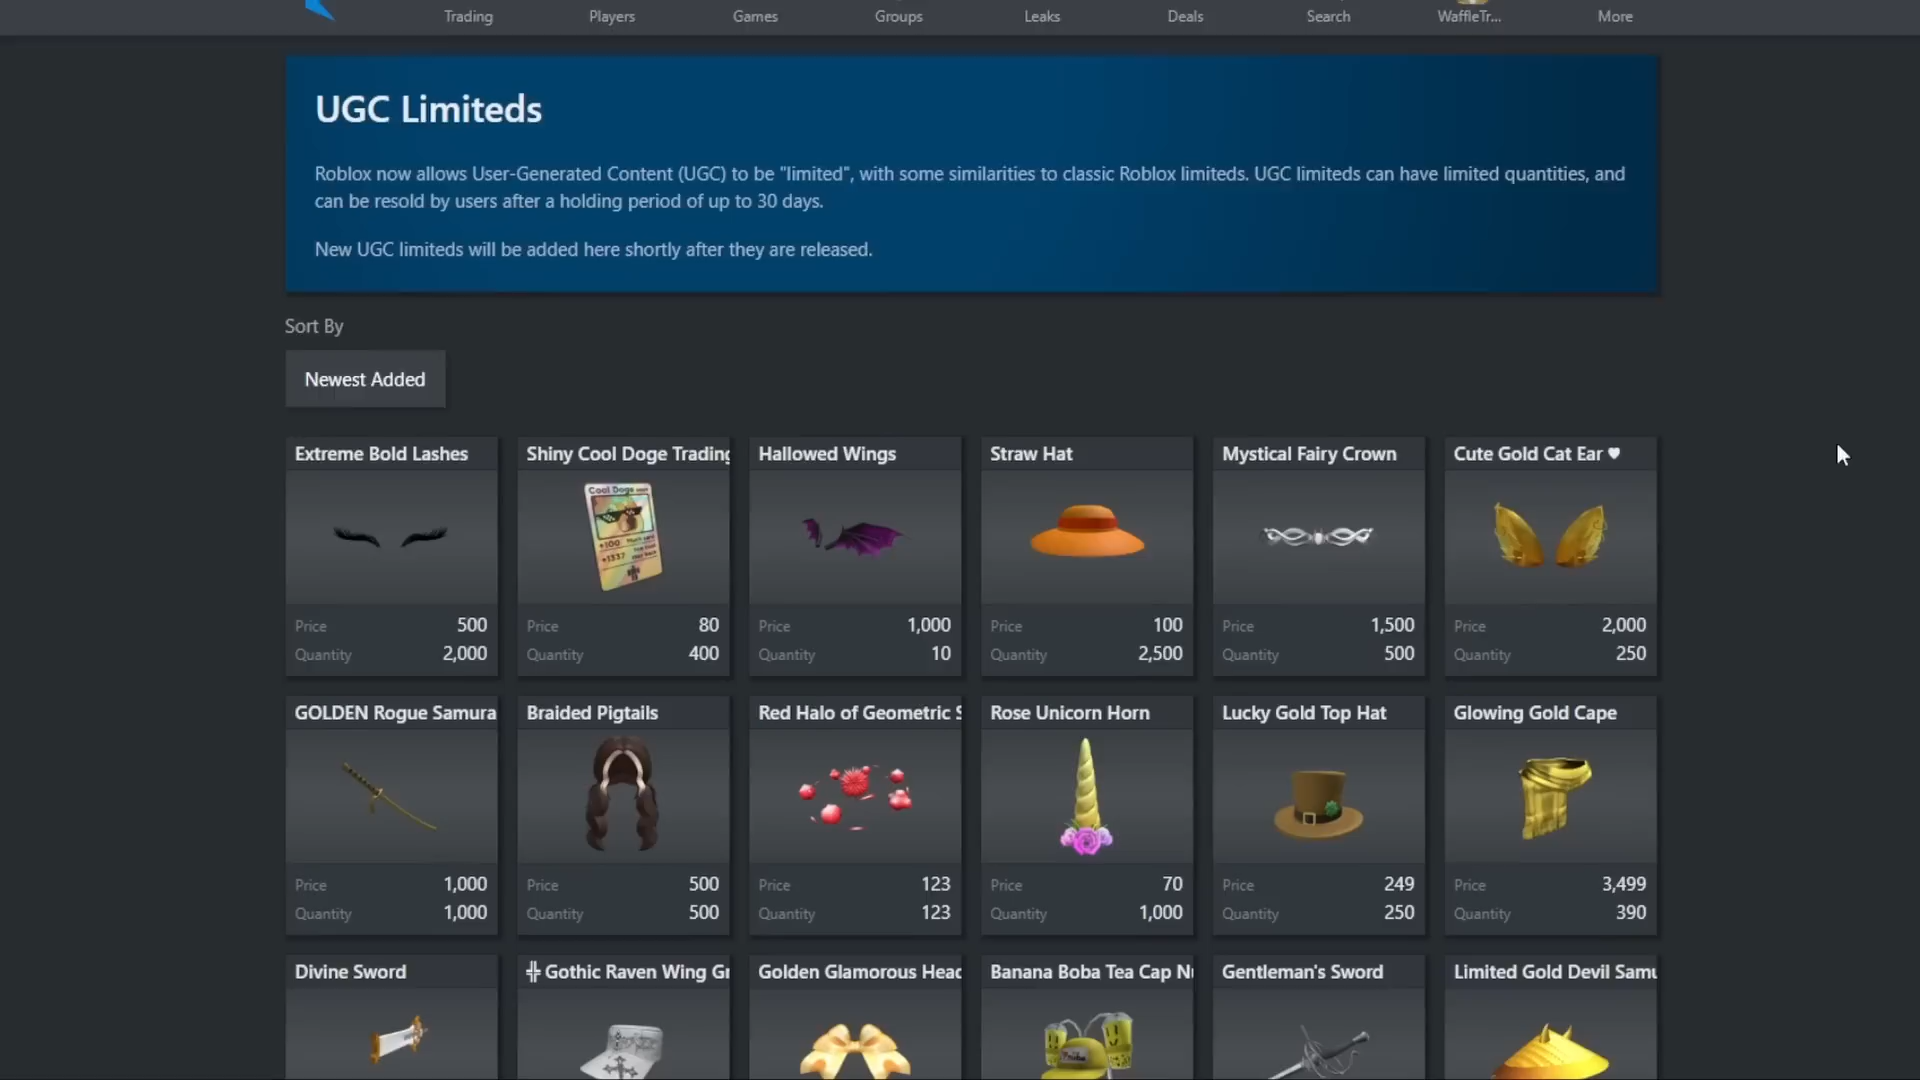 Trading Players Games Groups Leaks Deals Search WaffleTr... More
UGC Limiteds
Roblox now allows User-Generated Content (UGC) to be "limited", with some similarities to classic Roblox limiteds. UGC limiteds can have limited quantities, and
can be resold by users after a holding period of up to 30 days.
New UGC limiteds will be added here shortly after they are released.
Sort By
Newest Added
Extreme Bold Lashes
Price 500
Quantity 2,000
Shiny Cool Doge Trading
Cool Doge
+100
+1337
Price 80
Quantity 400
Hallowed Wings
Price 1,000
Quantity 10
Straw Hat
Price 100
Quantity 2,500
Mystical Fairy Crown
Price 1,500
Quantity 500
Cute Gold Cat Ear ♥
Price 2,000
Quantity 250
GOLDEN Rogue Samura
Price 1,000
Quantity 1,000
Braided Pigtails
Price 500
Quantity 500
Red Halo of Geometric S
Price 123
Quantity 123
Rose Unicorn Horn
Price 70
Quantity 1,000
Lucky Gold Top Hat
Price 249
Quantity 250
Glowing Gold Cape
Price 3,499
Quantity 390
Divine Sword
╬ Gothic Raven Wing Gr
Golden Glamorous Head
Banana Boba Tea Cap N
Gentleman's Sword
Limited Gold Devil Samu